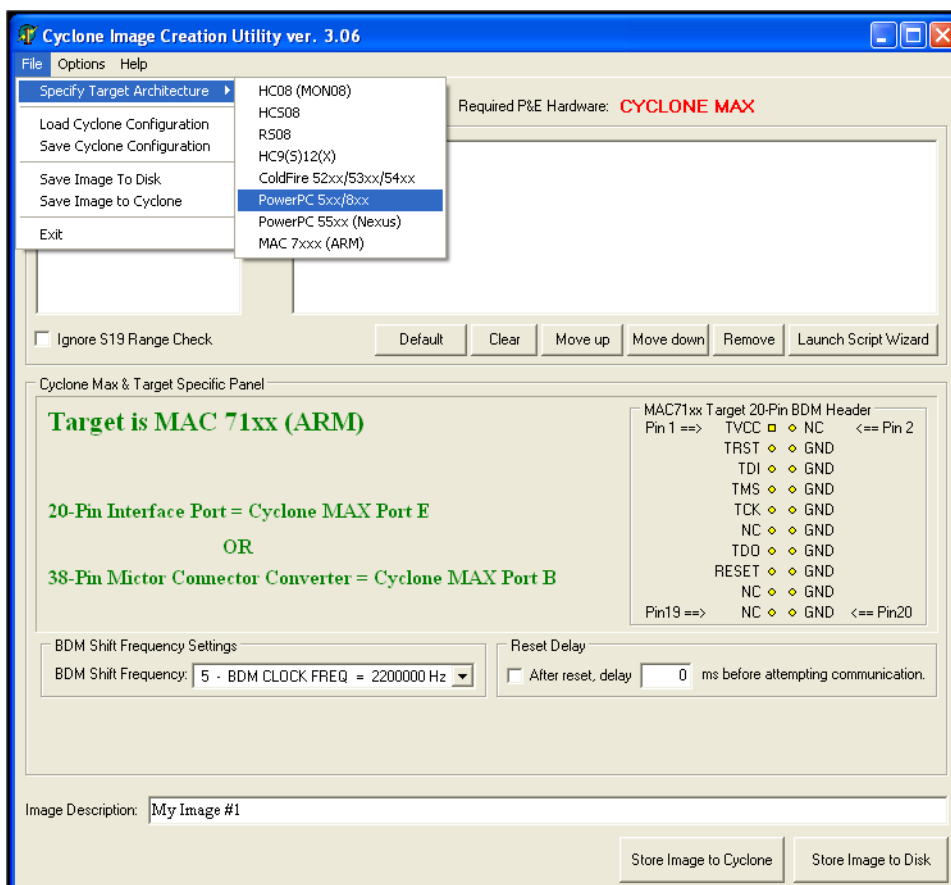 Cyclone Image Creation Utility ver. 3.06
File Options Help
Specify Target Architecture
Load Cyclone Configuration
Save Cyclone Configuration
Save Image To Disk
Save Image to Cyclone
Exit
HC08 (MON08)
HCS08
RS08
HC9(S)12(X)
ColdFire 52xx/53xx/54xx
PowerPC 5xx/8xx
PowerPC 55xx (Nexus)
MAC 7xxx (ARM)
Required P&E Hardware: CYCLONE MAX
Ignore S19 Range Check
Default Clear Move up Move down Remove Launch Script Wizard
Cyclone Max & Target Specific Panel
Target is MAC 71xx (ARM)
20-Pin Interface Port = Cyclone MAX Port E
OR
38-Pin Mictor Connector Converter = Cyclone MAX Port B
MAC71xx Target 20-Pin BDM Header
Pin 1 ==> TVCC NC <== Pin 2
TRST GND
TDI GND
TMS GND
TCK GND
NC GND
TDO GND
RESET GND
NC GND
Pin19 ==> NC GND <== Pin20
BDM Shift Frequency Settings
BDM Shift Frequency: 5 - BDM CLOCK FREQ = 2200000 Hz
Reset Delay
After reset, delay 0 ms before attempting communication.
Image Description: My Image #1
Store Image to Cyclone Store Image to Disk